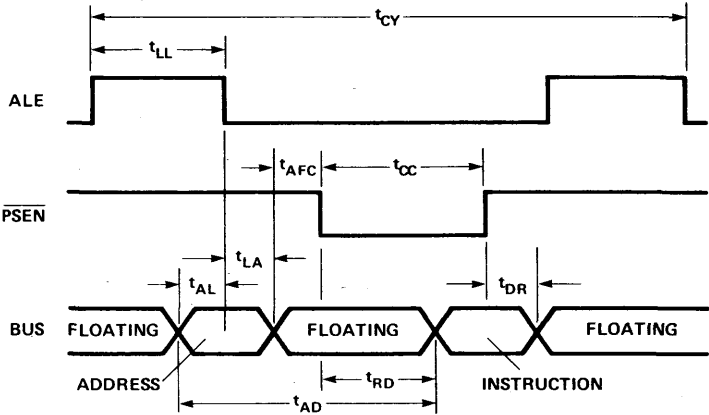 tCY
tLL
ALE
tAFC
tCC
PSEN
tLA
tAL
tDR
BUS
FLOATING
FLOATING
FLOATING
ADDRESS
tRD
INSTRUCTION
tAD